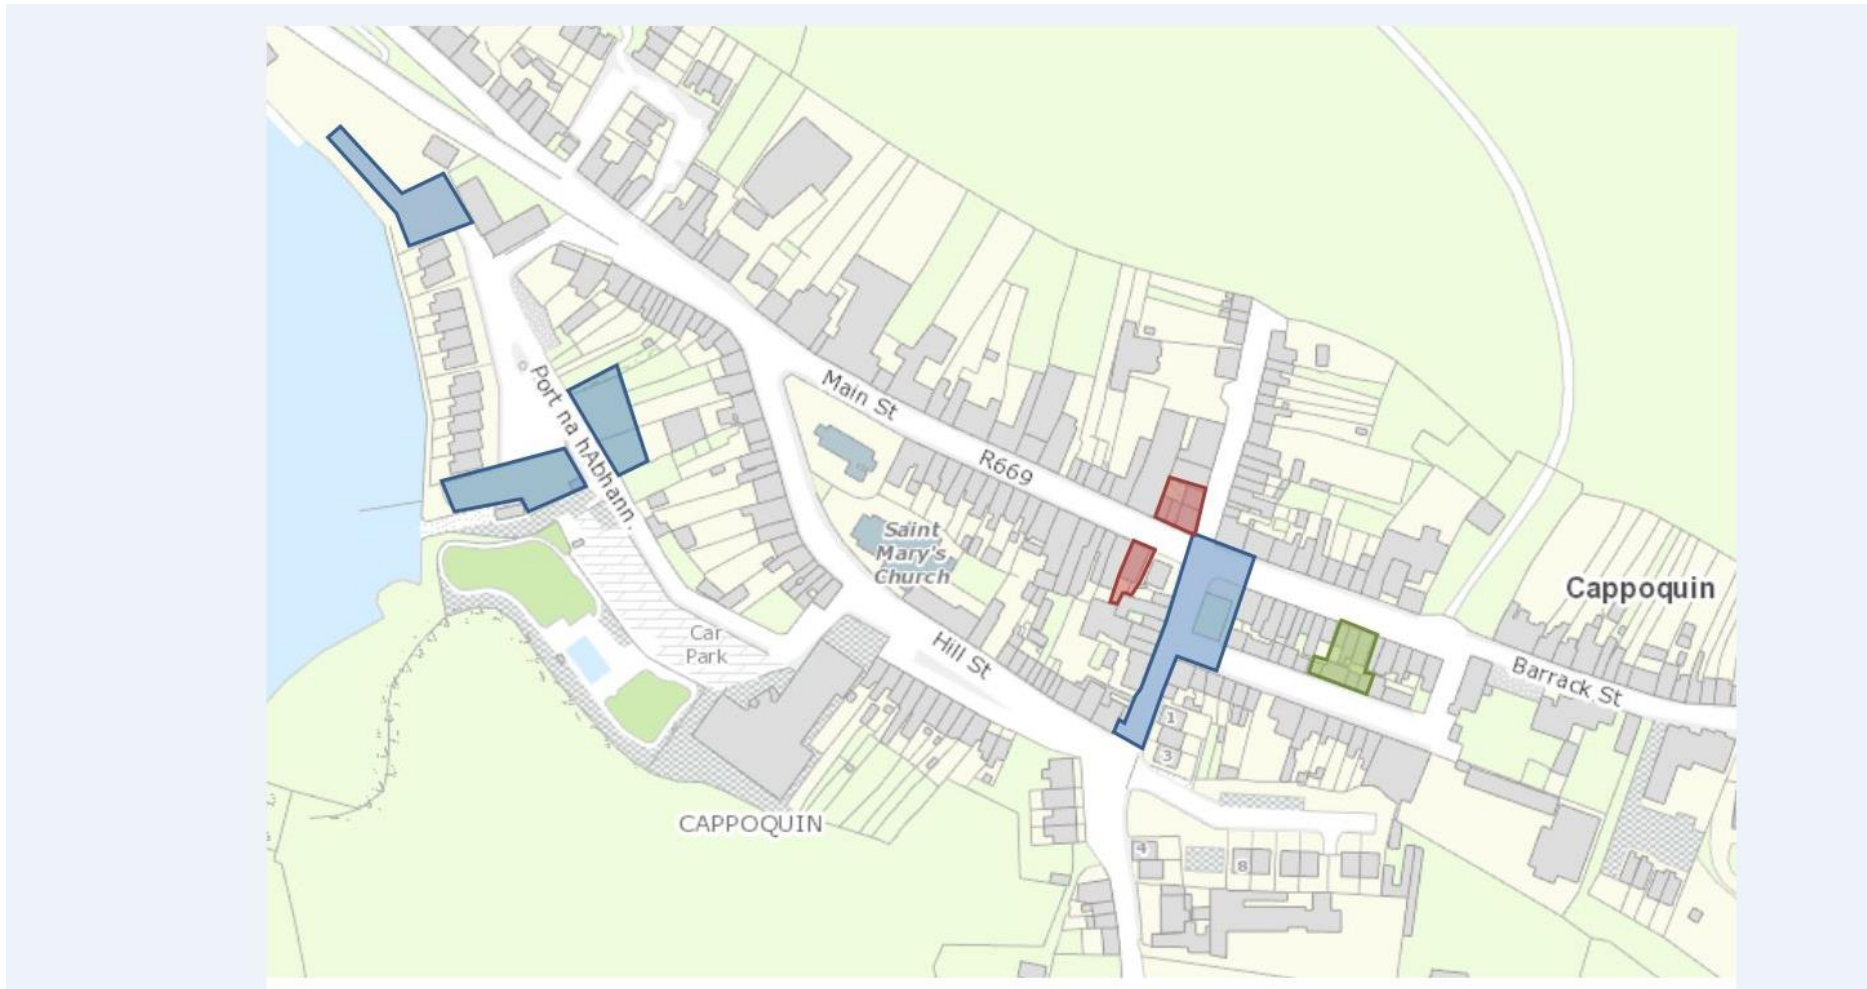 Port na hAbhann
Main St
R669
Saint
Mary's
Church
Cappoquin
Car
Park
Hill St
Barrack St
1
3
CAPPOQUIN
4
8